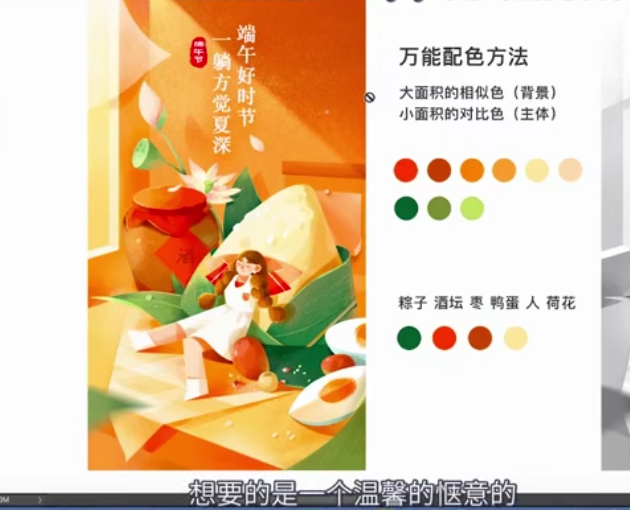 端午好时节
一躺方觉夏深
端午节
酒
万能配色方法
大面积的相似色（背景）
小面积的对比色（主体）
粽子 酒坛 枣 鸭蛋 人 荷花
想要的是一个温馨的惬意的